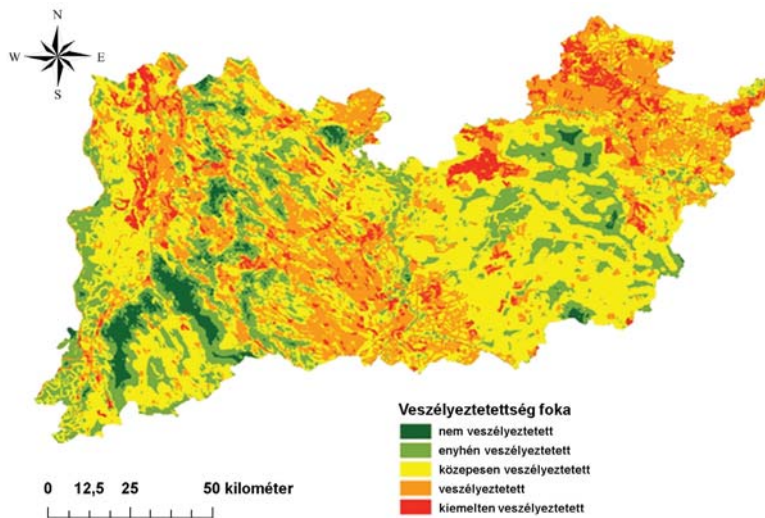 N
W E
S
Veszélyeztetettség foka
nem veszélyeztetett
enyhén veszélyeztetett
közepesen veszélyeztetett
veszélyeztetett
kiemelten veszélyeztetett
0 12,5 25 50 kilométer